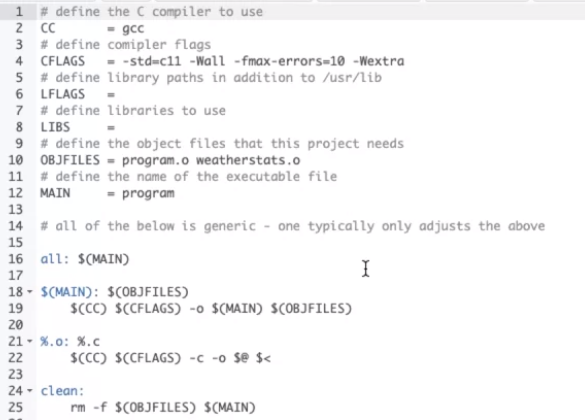 1 # define the C compiler to use
2 CC = gcc
3 # define comipler flags
4 CFLAGS = -std=c11 -Wall -fmax-errors=10 -Wextra
5 # define library paths in addition to /usr/lib
6 LFLAGS =
7 # define libraries to use
8 LIBS =
9 # define the object files that this project needs
10 OBJFILES = program.o weatherstats.o
11 # define the name of the executable file
12 MAIN = program
13
14 # all of the below is generic - one typically only adjusts the above
15
16 all: $(MAIN)
17
18 $(MAIN): $(OBJFILES)
19 $(CC) $(CFLAGS) -o $(MAIN) $(OBJFILES)
20
21 %.o: %.c
22 $(CC) $(CFLAGS) -c -o $@ $<
23
24 clean:
25 rm -f $(OBJFILES) $(MAIN)